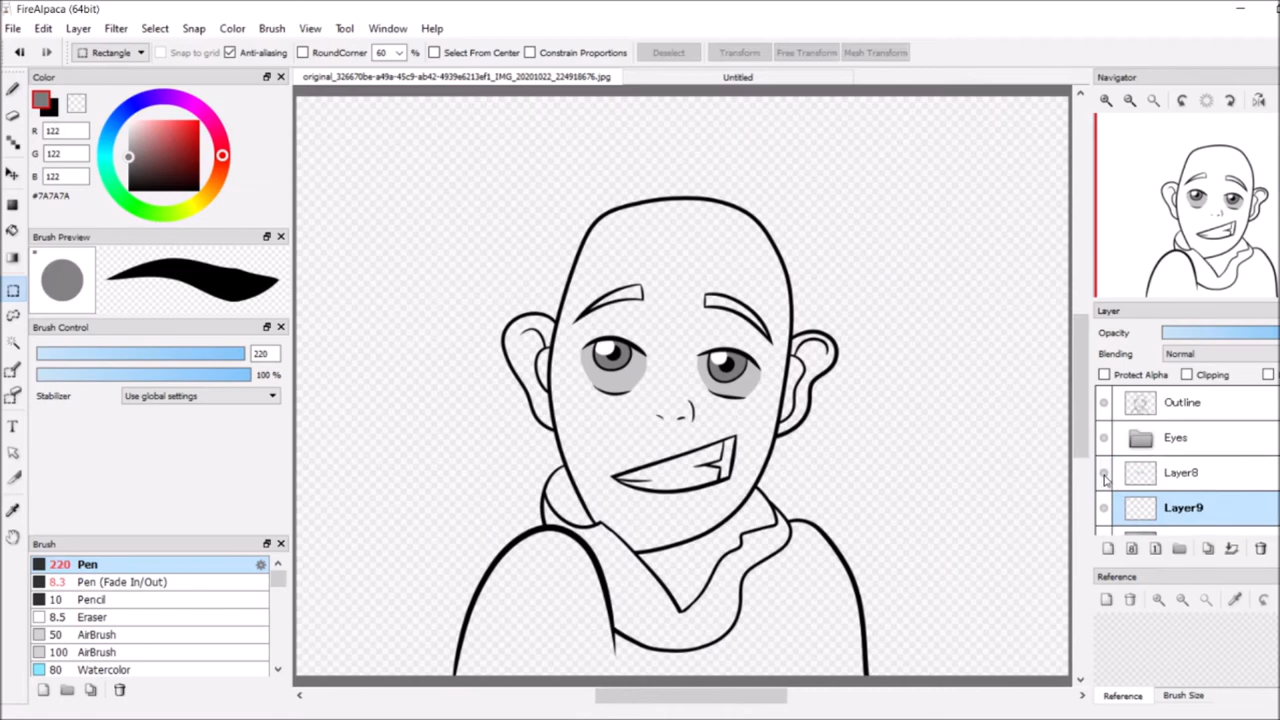 FireAlpaca (64bit)
File Edit Layer Filter Select Snap Color Brush View Tool Window Help
Rectangle Snap to grid Anti-aliasing RoundCorner 60 % Select From Center Constrain Proportions Deselect Transform Free Transform Mesh Transform
Color
original_326670be-a49a-45c9-ab42-4939e6213ef1_IMG_20201022_224918676.jpg
Untitled
Navigator
R 122
G 122
B 122
#7A7A7A
Brush Preview
Brush Control
220
100 %
Stabilizer Use global settings
Layer
Opacity
Blending Normal
Protect Alpha Clipping
Outline
Eyes
Layer8
Layer9
Brush
220 Pen
8.3 Pen (Fade In/Out)
10 Pencil
8.5 Eraser
50 AirBrush
100 AirBrush
80 Watercolor
Reference
Reference Brush Size